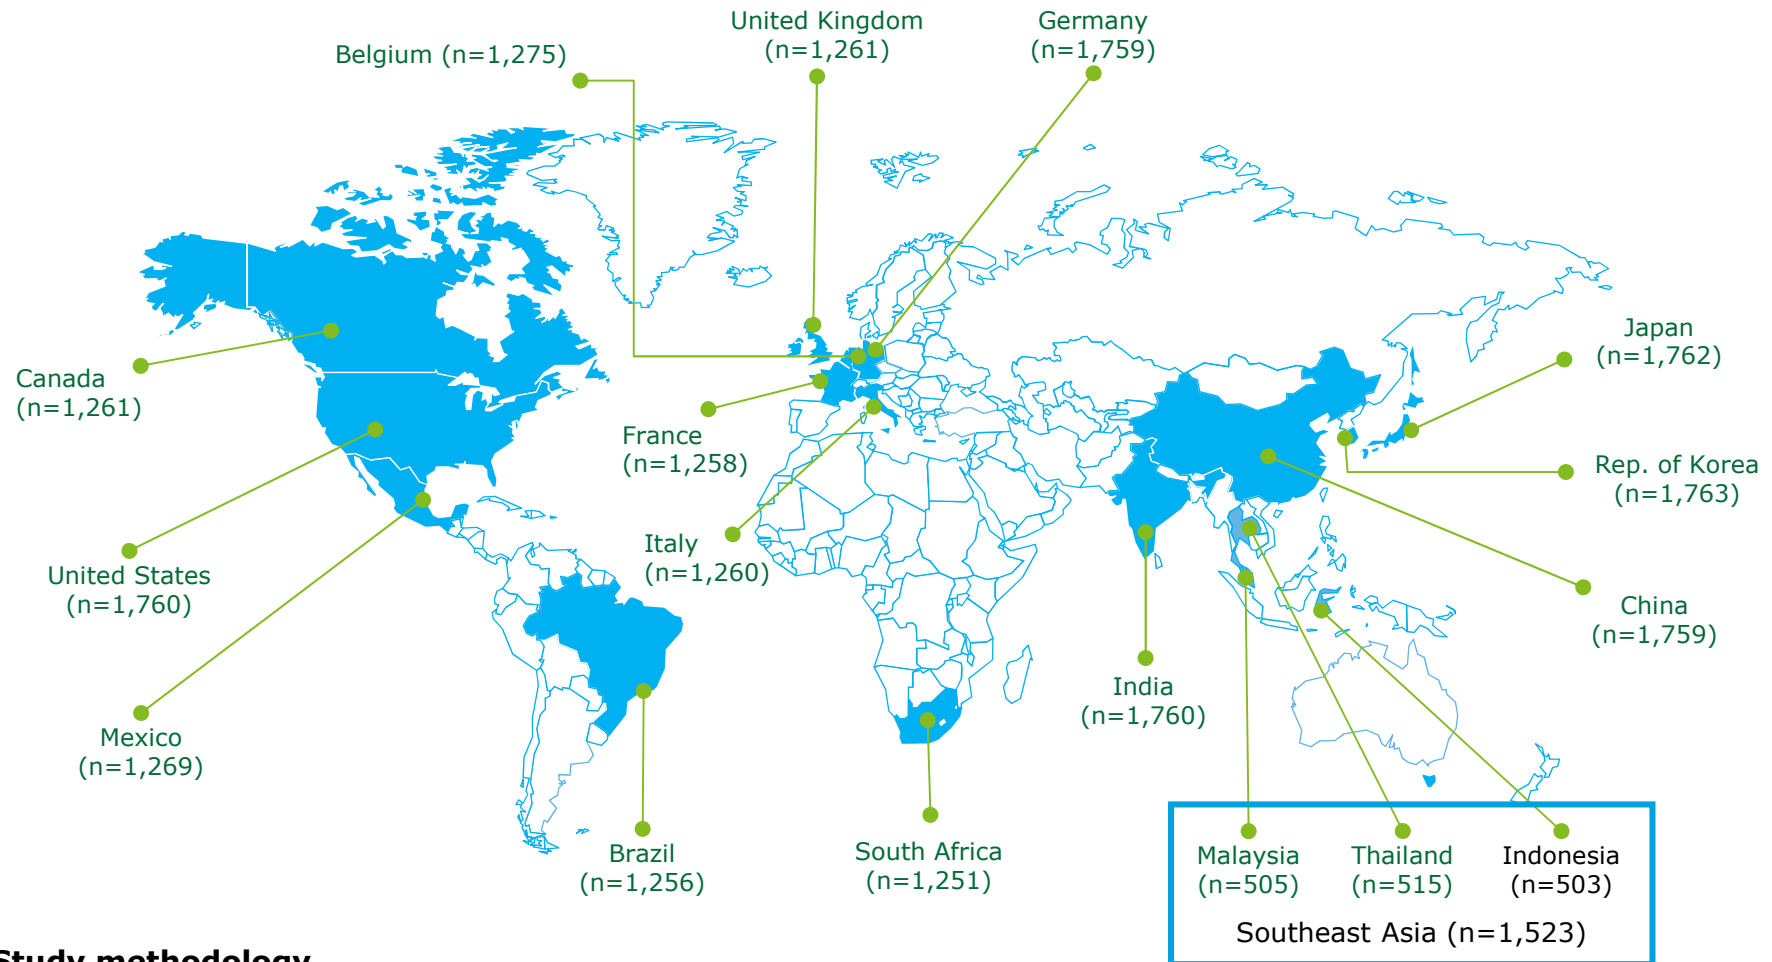 United Kingdom
(n=1,261)
Germany
(n=1,759)
Belgium (n=1,275)
Japan
(n=1,762)
Canada
(n=1,261)
France
(n=1,258)
Rep. of Korea
(n=1,763)
Italy
(n=1,260)
United States
(n=1,760)
China
(n=1,759)
India
(n=1,760)
Mexico
(n=1,269)
Brazil
(n=1,256)
South Africa
(n=1,251)
Malaysia
(n=505)
Thailand
(n=515)
Indonesia
(n=503)
Southeast Asia (n=1,523)
Study methodology